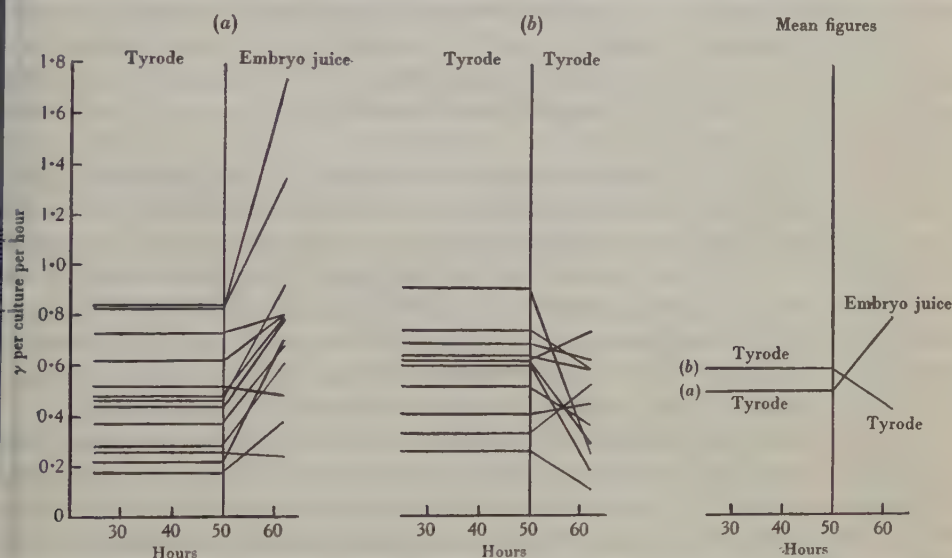 (a)
Tyrode
Embryo juice
1·8
1·6
1·4
1·2
1·0
0·8
0·6
0·4
0·2
0
γ per culture per hour
30
40
50
60
Hours
(b)
Tyrode
Tyrode
30
40
50
60
Hours
Mean figures
Embryo juice
(b)
Tyrode
(a)
Tyrode
Tyrode
30
40
50
60
Hours